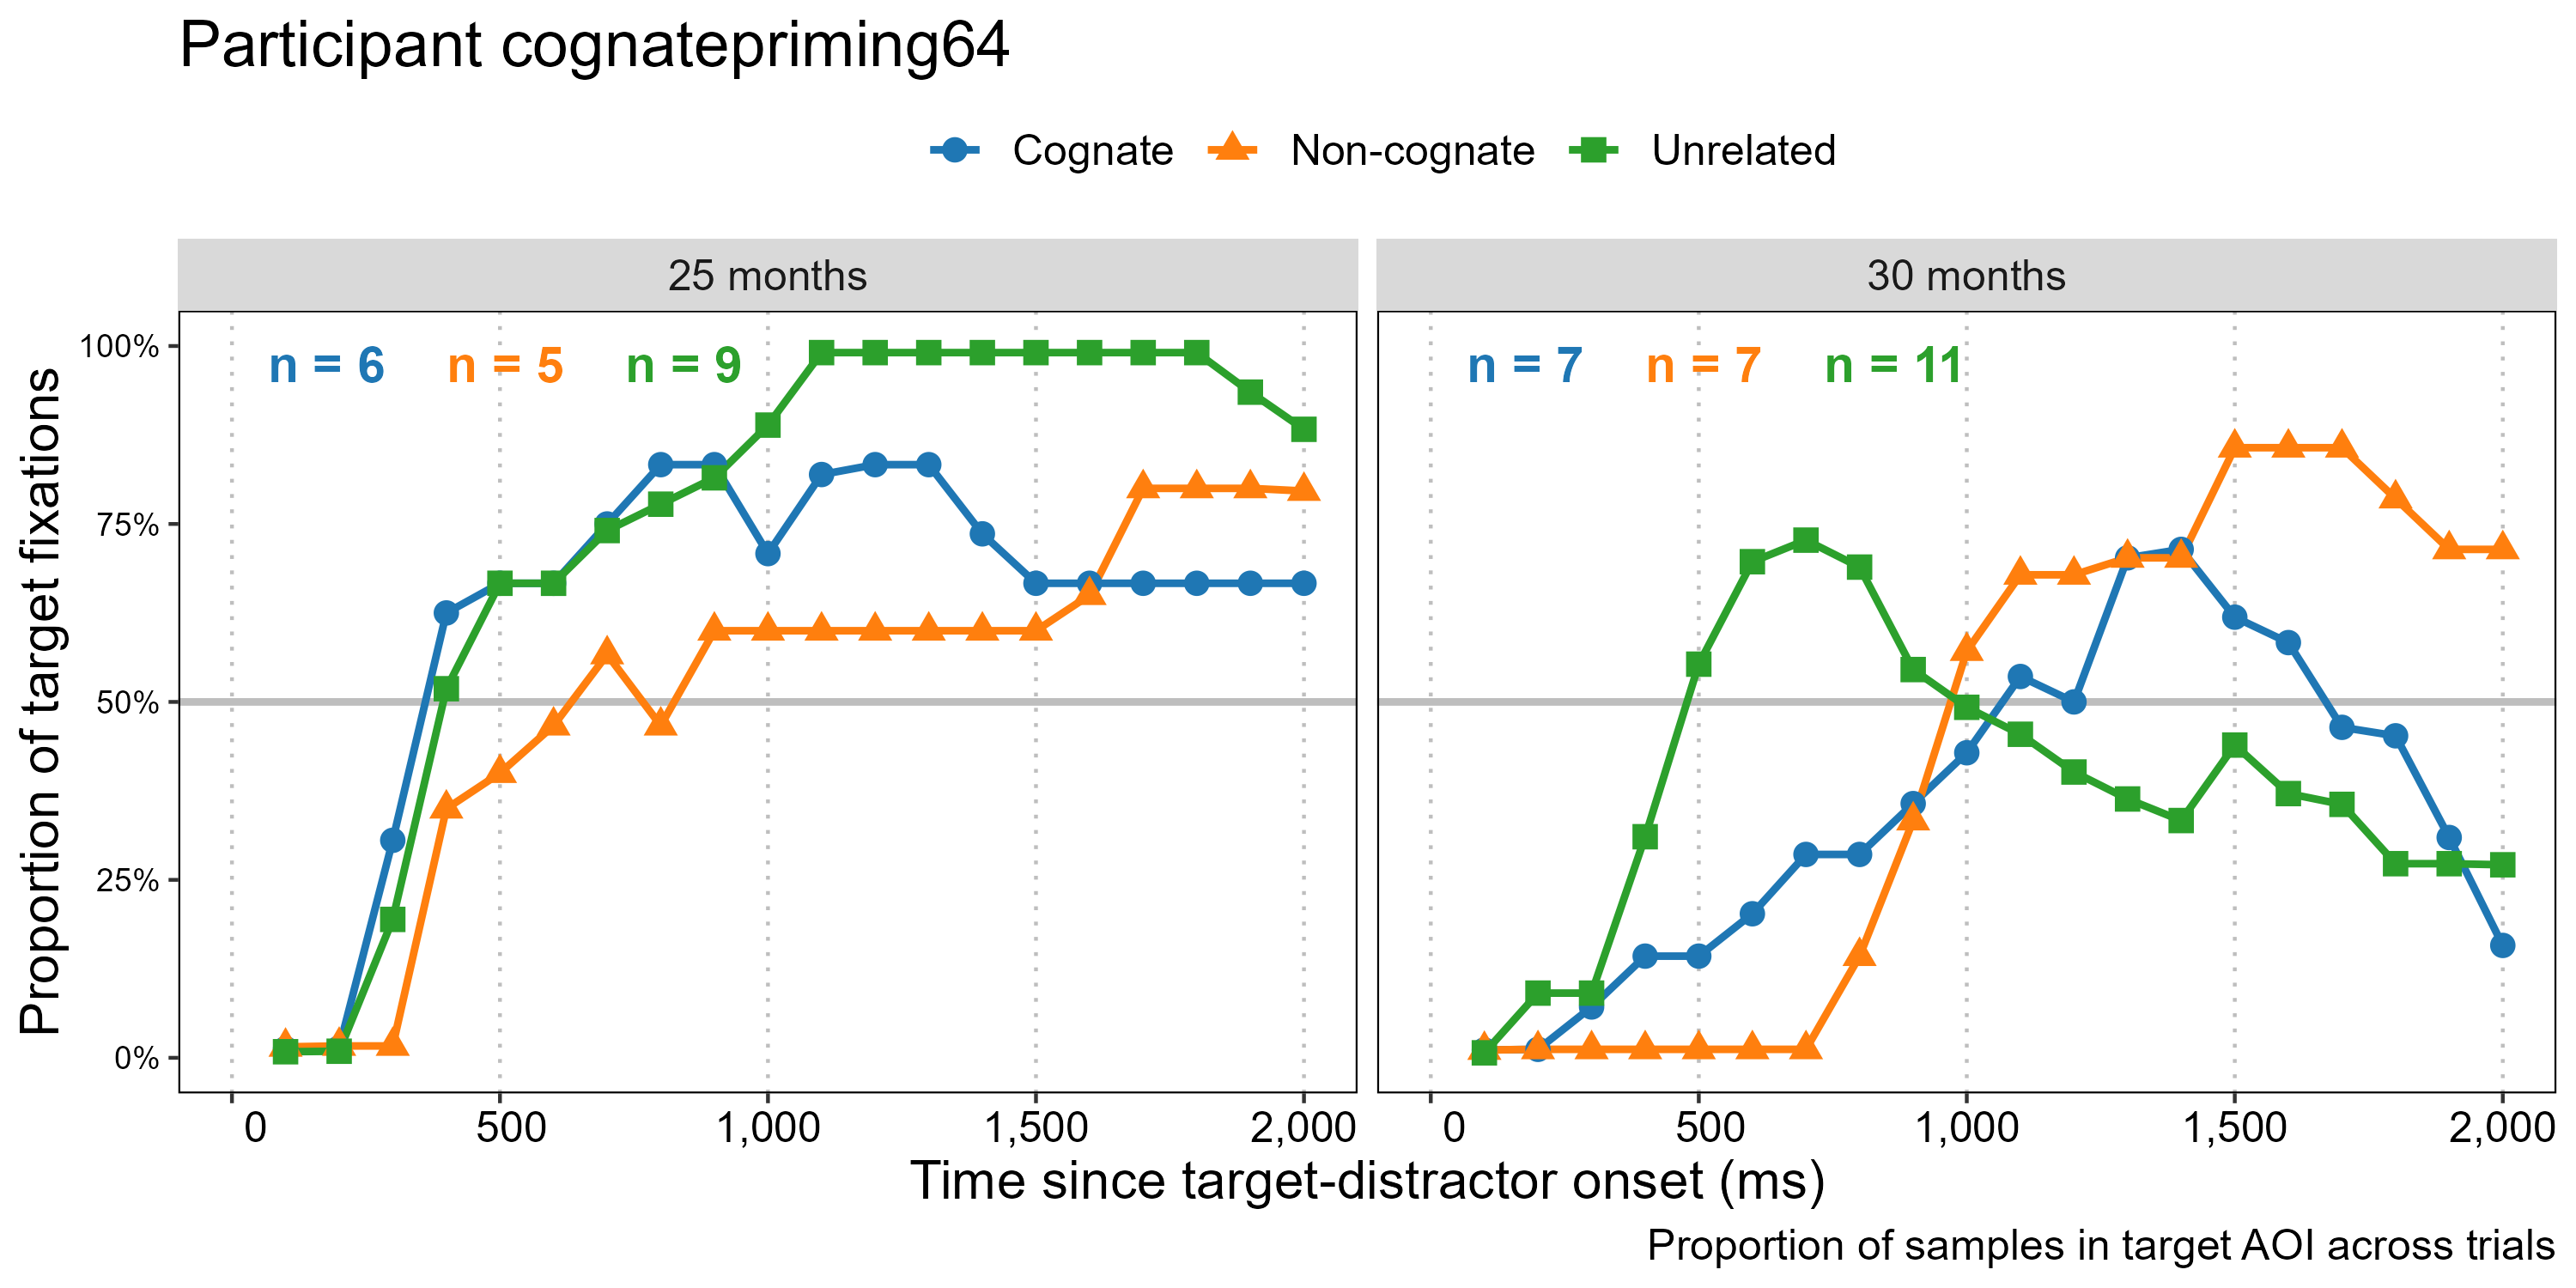 Participant cognatepriming64
Cognate Non-cognate Unrelated
25 months 30 months
n = 6 n = 5 n = 9 n = 7 n = 7 n = 11
100%
75%
50%
25%
0%
Proportion of target fixations
0 500 1,000 1,500 2,000 0 500 1,000 1,500 2,000
Time since target-distractor onset (ms)
Proportion of samples in target AOI across trials